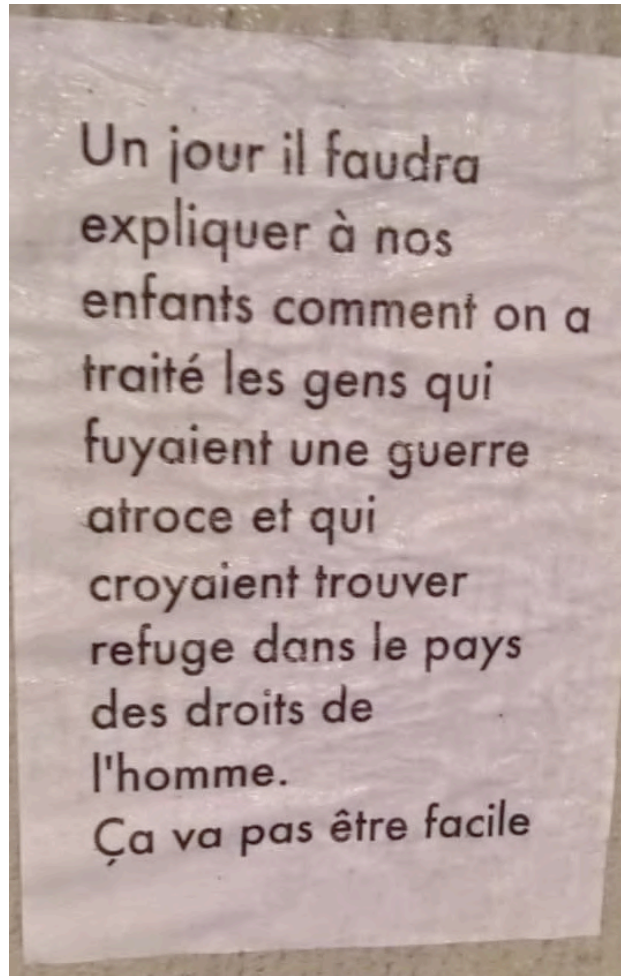 Un jour il faudra
expliquer à nos
enfants comment on a
traité les gens qui
fuyaient une guerre
atroce et qui
croyaient trouver
refuge dans le pays
des droits de
l'homme.
Ça va pas être facile